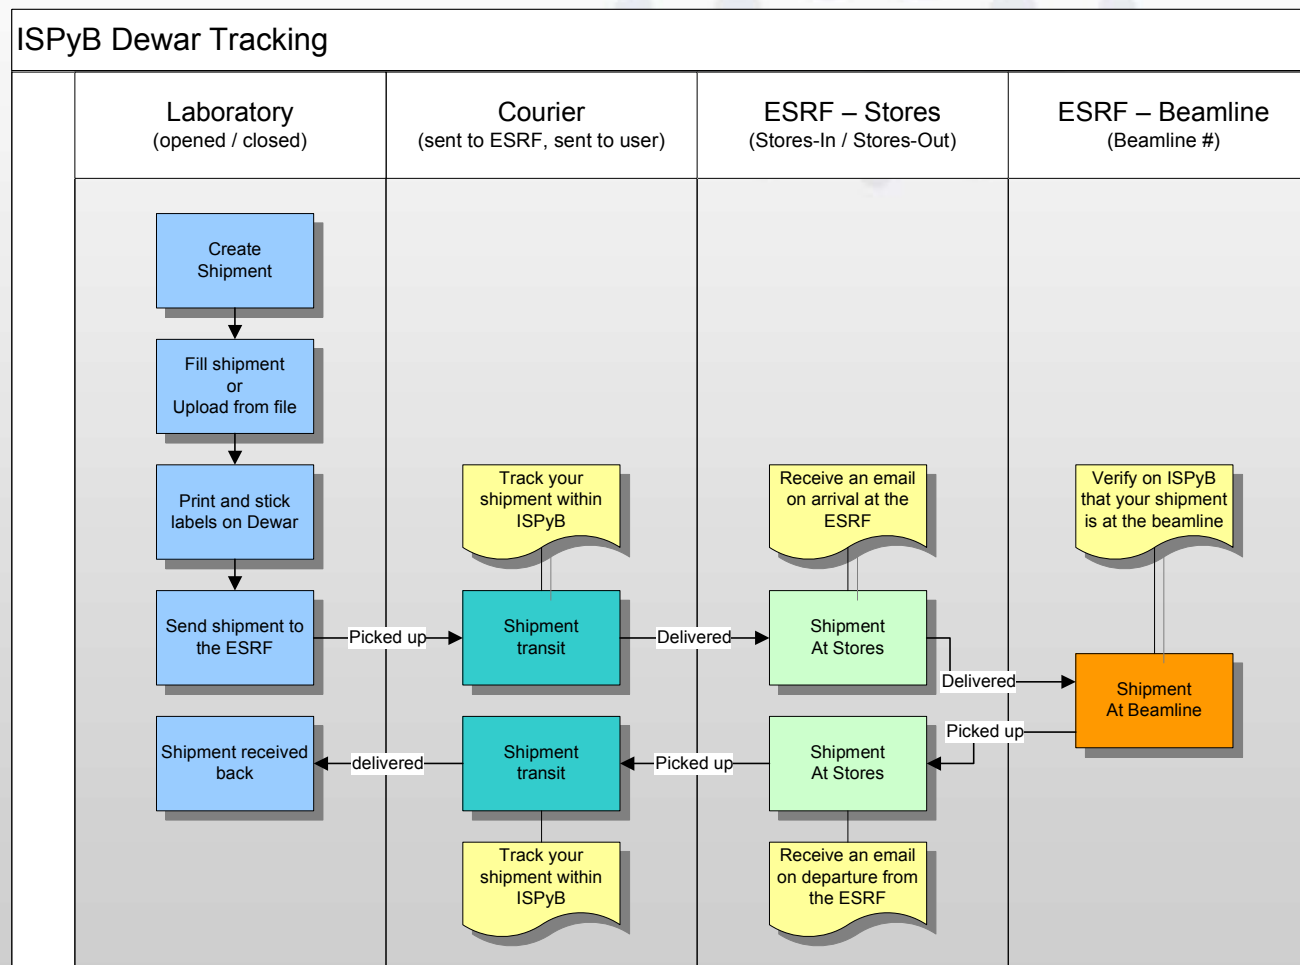 ISPyB Dewar Tracking
Laboratory
(opened / closed)
Courier
(sent to ESRF, sent to user)
ESRF – Stores
(Stores-In / Stores-Out)
ESRF – Beamline
(Beamline #)
Create
Shipment
Fill shipment
or
Upload from file
Print and stick
labels on Dewar
Track your
shipment within
ISPyB
Receive an email
on arrival at the
ESRF
Verify on ISPyB
that your shipment
is at the beamline
Send shipment to
the ESRF
Picked up
Shipment
transit
Delivered
Shipment
At Stores
Delivered
Shipment
At Beamline
Picked up
Shipment
At Stores
Picked up
Shipment
transit
delivered
Shipment received
back
Track your
shipment within
ISPyB
Receive an email
on departure from
the ESRF